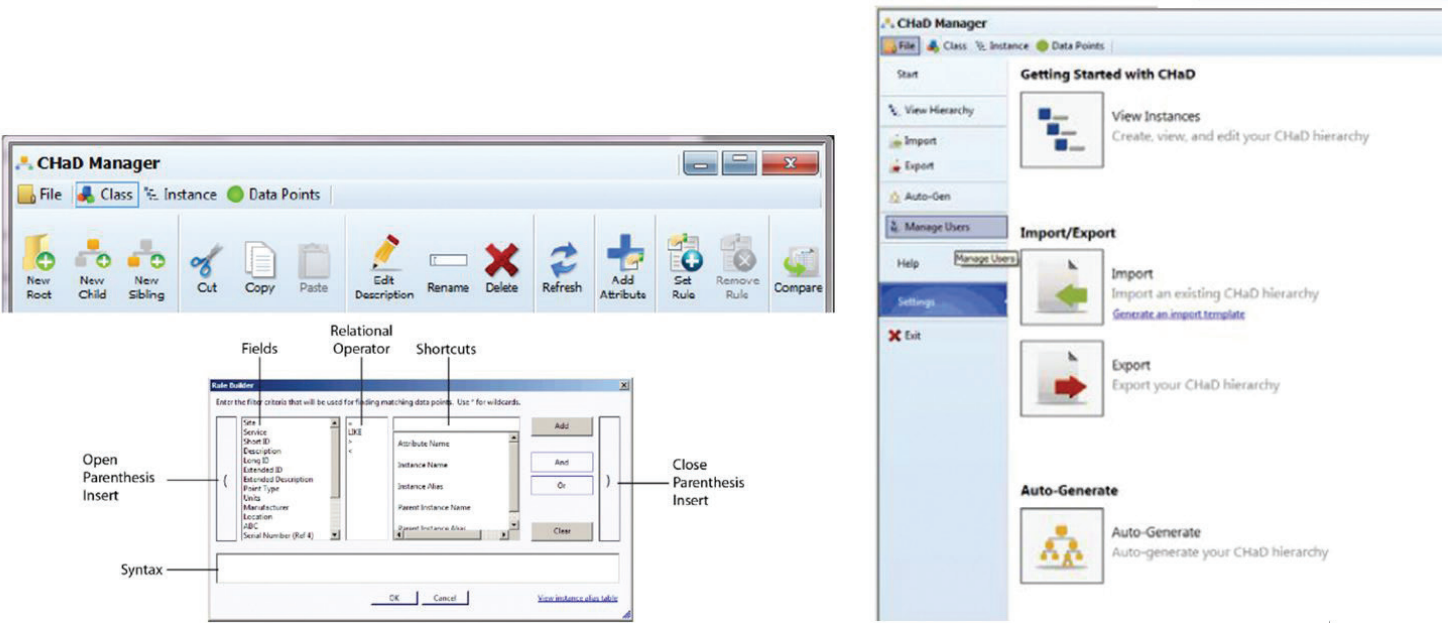 CHaD Manager
File Class Instance Data Points
New Root
New Child
New Sibling
Cut
Copy
Paste
Edit Description
Rename
Delete
Refresh
Add Attribute
Set Rule
Remove Rule
Compare
Fields
Relational Operator
Shortcuts
Open Parenthesis Insert
Close Parenthesis Insert
Syntax
Rule Builder
Enter the filter criteria that will be used for finding matching data points. Use * for wildcards.
(
Site
Service
Short ID
Description
Long ID
Extended ID
Extended Description
Point Type
Units
Manufacturer
Location
ABC
Serial Number (Ref 4)
=
LIKE
>
<
Attribute Name
Instance Name
Instance Alias
Parent Instance Name
Parent Instance Alias
Add
And
Or
Clear
)
OK
Cancel
View instance alias table
CHaD Manager
File Class Instance Data Points
Start
View Hierarchy
Import
Export
Auto-Gen
Manage Users
Manage Users
Help
Settings
Exit
Getting Started with CHaD
View Instances
Create, view, and edit your CHaD hierarchy
Import/Export
Import
Import an existing CHaD hierarchy
Generate an import template
Export
Export your CHaD hierarchy
Auto-Generate
Auto-Generate
Auto-generate your CHaD hierarchy